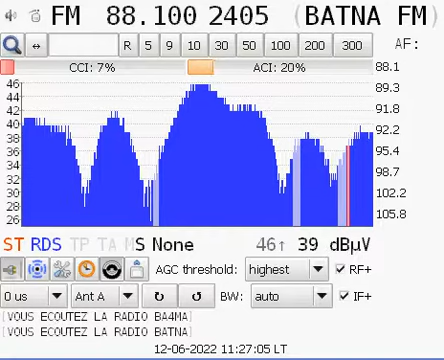 FM 88.100 2405 (BATNA FM)
R 5 9 10 30 50 100 200 300 AF:
CCI: 7% ACI: 20% 88.1
46 89.3
44 91.8
42 92.2
40 95.4
38 98.7
36 102.2
34 105.8
32
30
28
26
ST RDS TP TA MS None 46↑ 39 dBµV
AGC threshold: highest RF+
0 us Ant A BW: auto IF+
[VOUS ECOUTEZ LA RADIO BA4MA]
[VOUS ECOUTEZ LA RADIO BATNA]
12-06-2022 11:27:05 LT